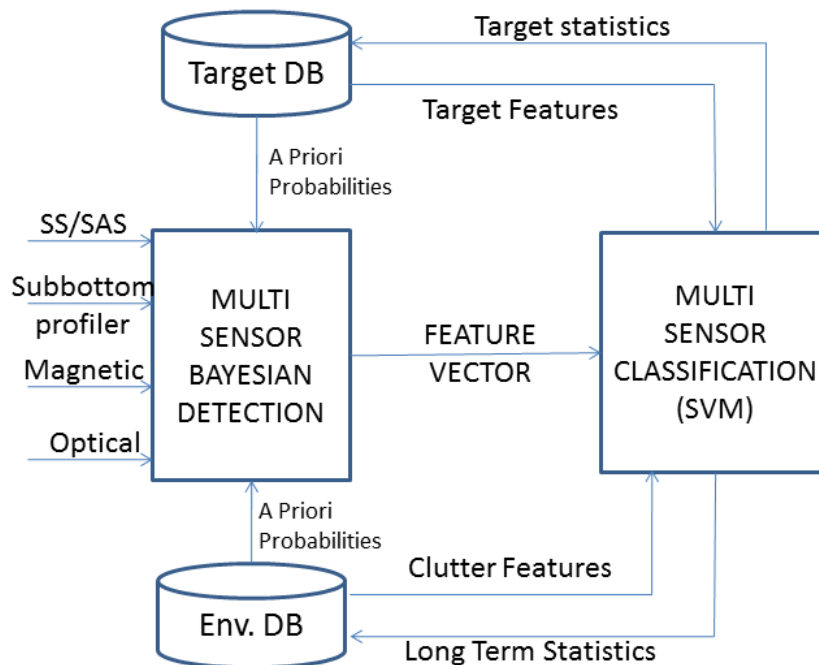 Target statistics
Target DB
Target Features
A Priori
Probabilities
SS/SAS
Subbottom
profiler
Magnetic
Optical
MULTI
SENSOR
BAYESIAN
DETECTION
FEATURE
VECTOR
MULTI
SENSOR
CLASSIFICATION
(SVM)
A Priori
Probabilities
Clutter Features
Env. DB
Long Term Statistics